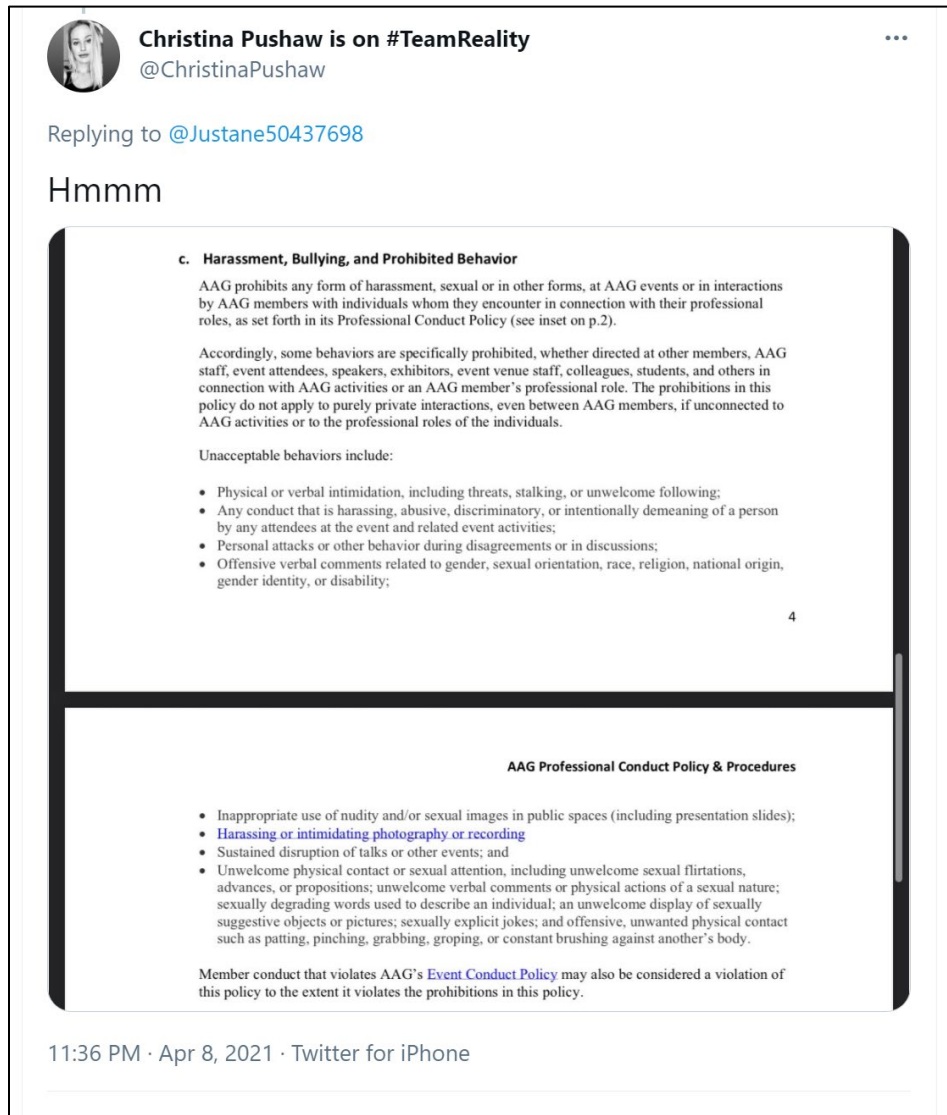 Christina Pushaw is on #TeamReality
@ChristinaPushaw
Replying to @Justane50437698
Hmmm
c. Harassment, Bullying, and Prohibited Behavior
AAG prohibits any form of harassment, sexual or in other forms, at AAG events or in interactions
by AAG members with individuals whom they encounter in connection with their professional
roles, as set forth in its Professional Conduct Policy (see inset on p.2).
Accordingly, some behaviors are specifically prohibited, whether directed at other members, AAG
staff, event attendees, speakers, exhibitors, event venue staff, colleagues, students, and others in
connection with AAG activities or an AAG member's professional role. The prohibitions in this
policy do not apply to purely private interactions, even between AAG members, if unconnected to
AAG activities or to the professional roles of the individuals.
Unacceptable behaviors include:
• Physical or verbal intimidation, including threats, stalking, or unwelcome following;
• Any conduct that is harassing, abusive, discriminatory, or intentionally demeaning of a person
by any attendees at the event and related event activities;
• Personal attacks or other behavior during disagreements or in discussions;
• Offensive verbal comments related to gender, sexual orientation, race, religion, national origin,
gender identity, or disability;
4
AAG Professional Conduct Policy & Procedures
• Inappropriate use of nudity and/or sexual images in public spaces (including presentation slides);
• Harassing or intimidating photography or recording
• Sustained disruption of talks or other events; and
• Unwelcome physical contact or sexual attention, including unwelcome sexual flirtations,
advances, or propositions; unwelcome verbal comments or physical actions of a sexual nature;
sexually degrading words used to describe an individual; an unwelcome display of sexually
suggestive objects or pictures; sexually explicit jokes; and offensive, unwanted physical contact
such as patting, pinching, grabbing, groping, or constant brushing against another's body.
Member conduct that violates AAG's Event Conduct Policy may also be considered a violation of
this policy to the extent it violates the prohibitions in this policy.
11:36 PM · Apr 8, 2021 · Twitter for iPhone